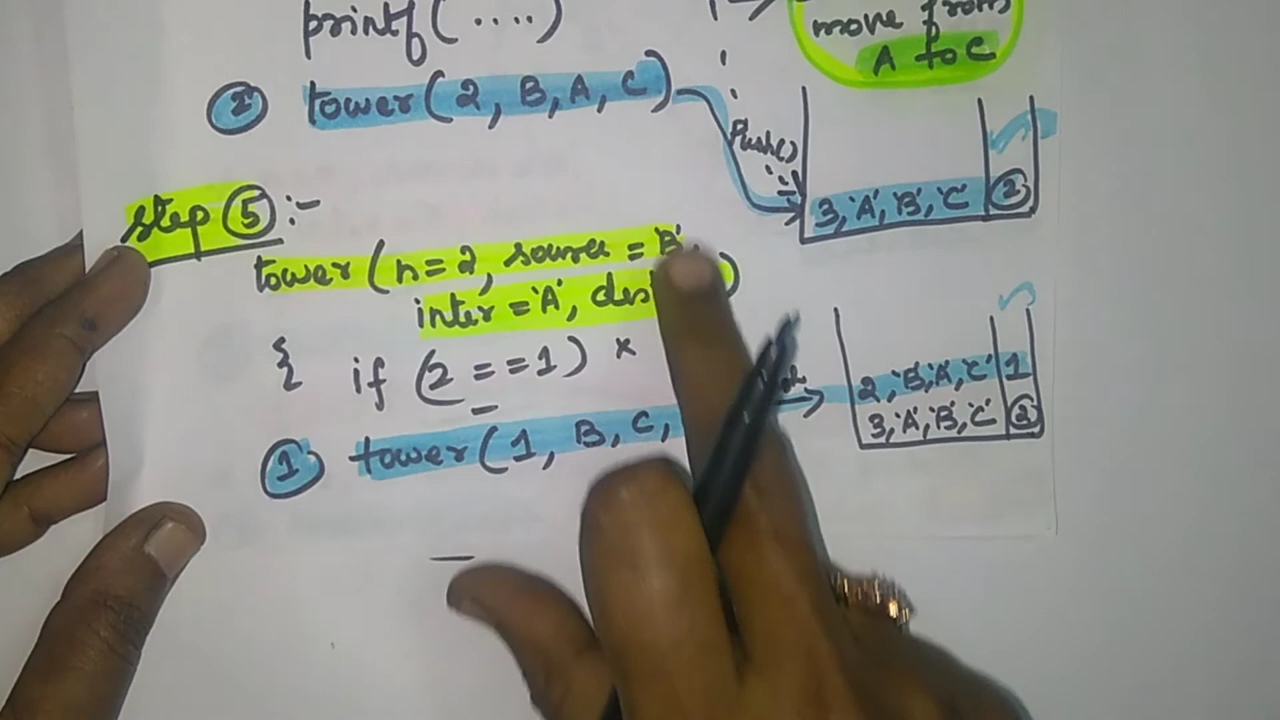 printf(....)
move from
A to C
② tower(2, B, A, C)
Push()
3, 'A', 'B', 'C' ②
step ⑤ :-
tower (n=2, source = 'B',
inter = 'A', des )
{ if (2 == 1) ×
① tower(1, B, C,
2, 'B', 'A', 'C' 1
3, 'A', 'B', 'C' ②